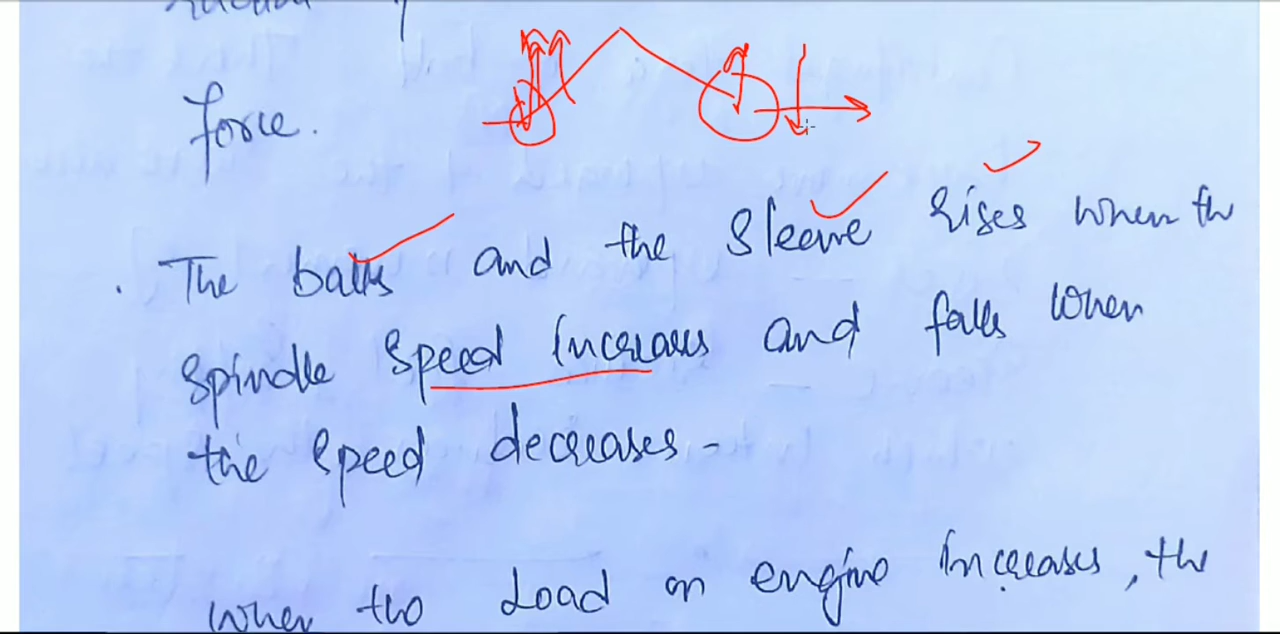 force.
. The balls and the sleeve rises when the
spindle speed increases and falls when
the speed decreases -
when the Load on engine increases, the